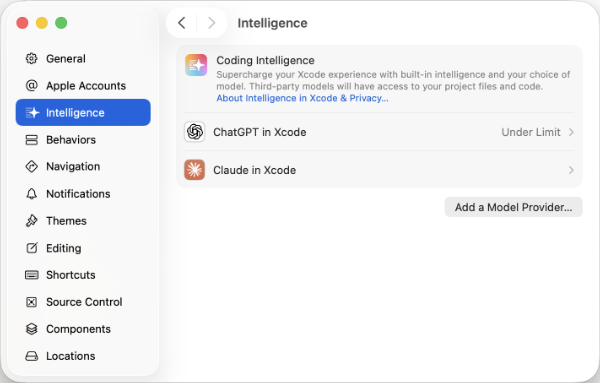 Intelligence
General
Apple Accounts
Intelligence
Behaviors
Navigation
Notifications
Themes
Editing
Shortcuts
Source Control
Components
Locations
Coding Intelligence
Supercharge your Xcode experience with built-in intelligence and your choice of
model. Third-party models will have access to your project files and code.
About Intelligence in Xcode & Privacy...
ChatGPT in Xcode Under Limit
Claude in Xcode
Add a Model Provider...